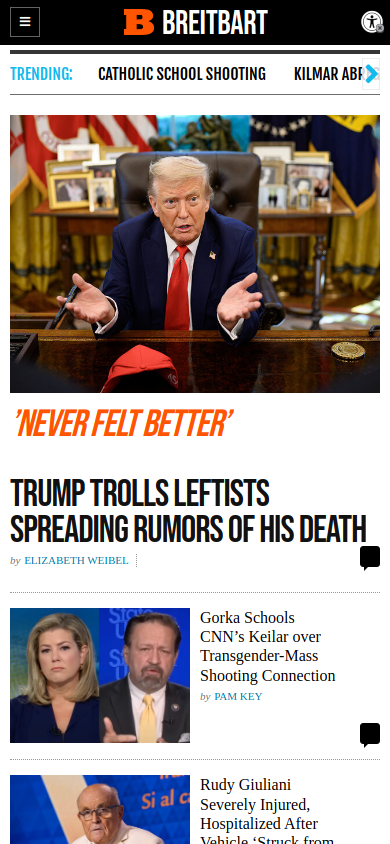 BREITBART
TRENDING: CATHOLIC SCHOOL SHOOTING KILMAR
'NEVER FELT BETTER'
TRUMP TROLLS LEFTISTS
SPREADING RUMORS OF HIS DEATH
by ELIZABETH WEIBEL
Gorka Schools
CNN's Keilar over
Transgender-Mass
Shooting Connection
by PAM KEY
Rudy Giuliani
Severely Injured,
Hospitalized After
Vehicle 'Struck from